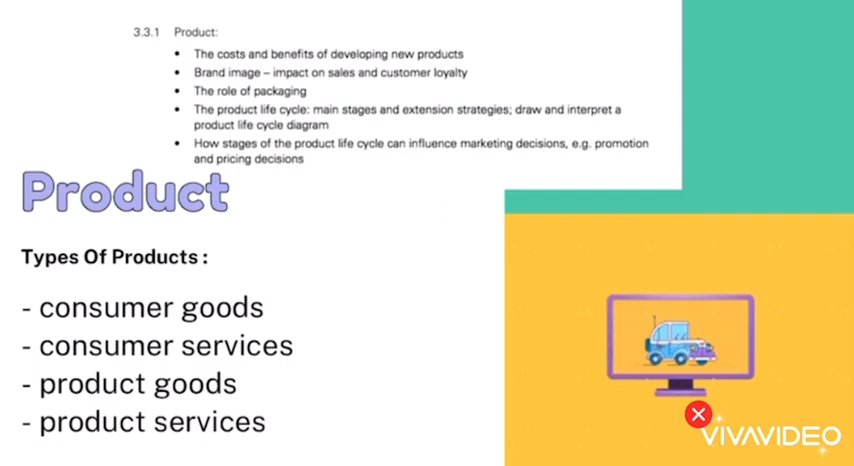 3.3.1 Product:
• The costs and benefits of developing new products
• Brand image – impact on sales and customer loyalty
• The role of packaging
• The product life cycle: main stages and extension strategies; draw and interpret a
product life cycle diagram
• How stages of the product life cycle can influence marketing decisions, e.g. promotion
and pricing decisions
Product
Types Of Products :
- consumer goods
- consumer services
- product goods
- product services
VIVAVIDEO